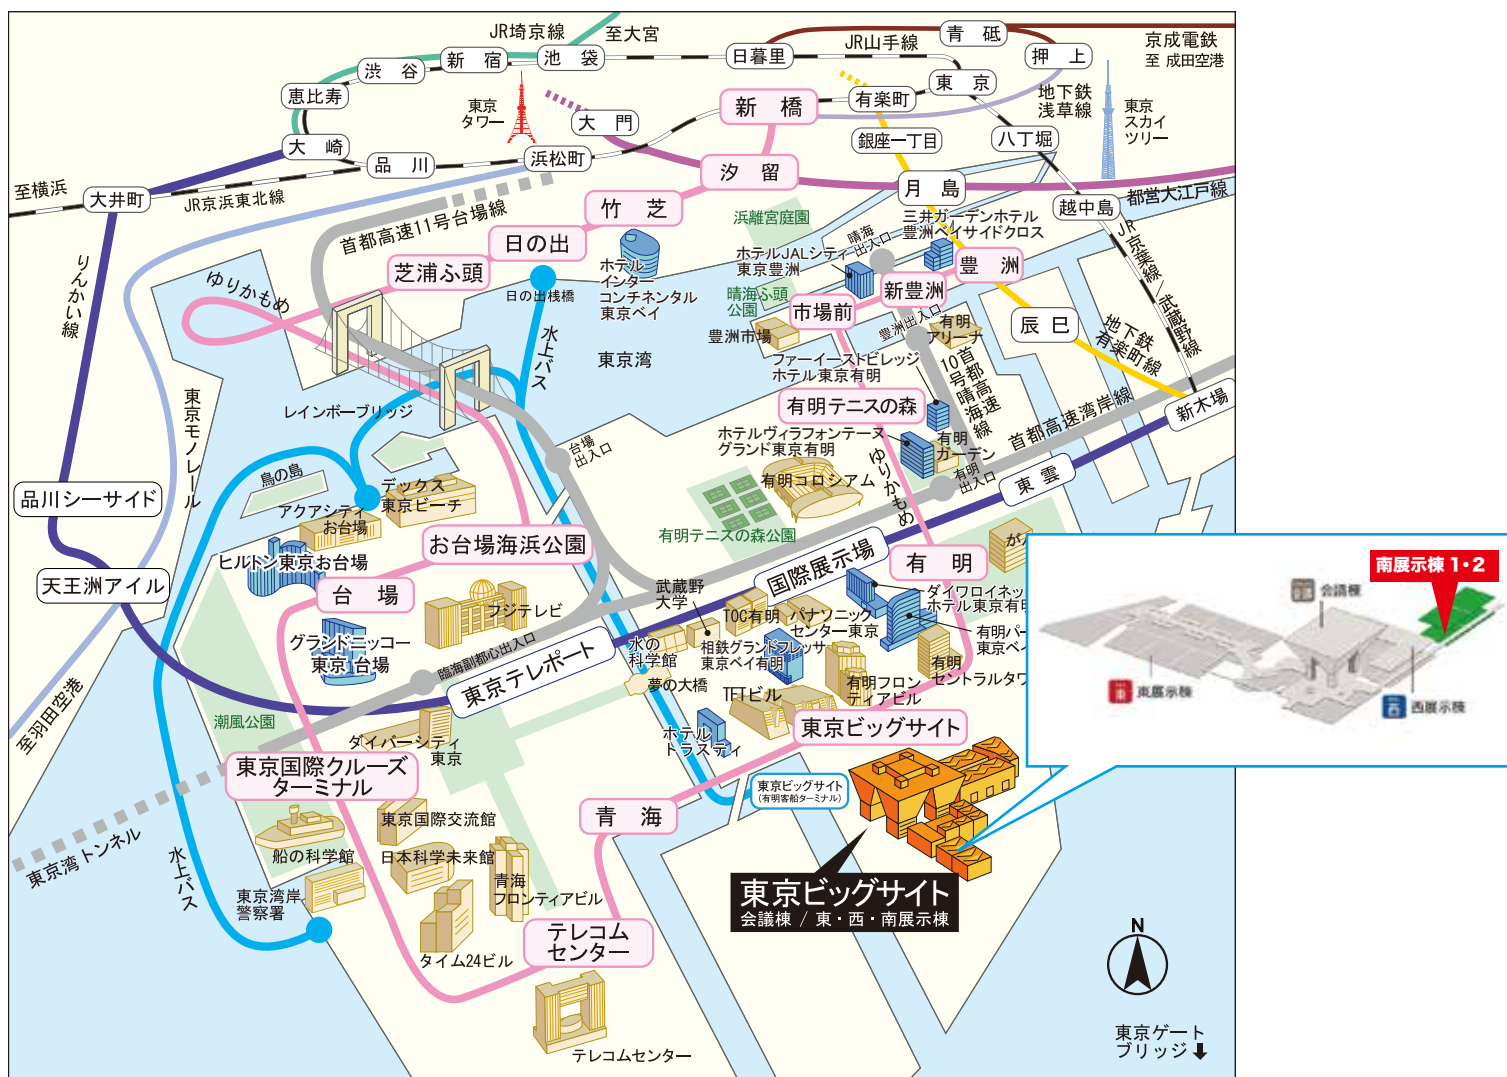 JR埼京線
至大宮
青砥
京成電鉄
至 成田空港
新宿
池袋
日暮里
JR山手線
押上
渋谷
恵比寿
東京
タワー
新橋
有楽町
東京
地下鉄
浅草線
東京
スカイ
ツリー
大門
大崎
品川
浜松町
銀座一丁目
八丁堀
汐留
至横浜
大井町
JR京浜東北線
月島
越中島
都営大江戸線
竹芝
浜離宮庭園
三井ガーデンホテル
豊洲ベイサイドクロス
首都高速11号台場線
日の出
晴海
出入口
JR京葉線/武蔵野線
ホテルJALシティ
東京豊洲
豊洲
りんかい線
ゆりかもめ
芝浦ふ頭
ホテル
インター
コンチネンタル
東京ベイ
日の出桟橋
晴海ふ頭
公園
新豊洲
市場前
豊洲市場
豊洲出入口
有明
アリーナ
辰巳
地下鉄
有楽町線
水上バス
東京湾
ファーイーストビレッジ
ホテル東京有明
10号晴海線
首都高速
首都高速湾岸線
新木場
東京モノレール
レインボーブリッジ
有明テニスの森
台場
出入口
ホテルヴィラフォンテーヌ
グランド東京有明
有明
ガーデン
有明
出入口
東雲
品川シーサイド
鳥の島
デックス
東京ビーチ
有明コロシアム
ゆりかもめ
アクアシティ
お台場
有明テニスの森公園
お台場海浜公園
国際展示場
有明
がん
ヒルトン東京お台場
天王洲アイル
台場
フジテレビ
武蔵野
大学
TOC有明
パナソニック
センター東京
ダイワロイネッ
ホテル東京有明
グランドニッコー
東京 台場
水の
科学館
相鉄グランドフレッサ
東京ベイ有明
有明パー
東京ベイ
臨海副都心出入口
東京テレポート
夢の大橋
TFTビル
有明フロン
ティアビル
有明
セントラルタワ
至羽田空港
潮風公園
ダイバーシティ
東京
ホテル
トラスティ
東京ビッグサイト
東京国際クルーズ
ターミナル
東京ビッグサイト
(有明客船ターミナル)
青海
東京国際交流館
東京湾トンネル
船の科学館
日本科学未来館
水上バス
東京湾岸
警察署
青海
フロンティアビル
東京ビッグサイト
会議棟 / 東・西・南展示棟
テレコム
センター
タイム24ビル
テレコムセンター
N
東京ゲート
ブリッジ
南展示棟 1・2
会議棟
東
東展示棟
西
西展示棟